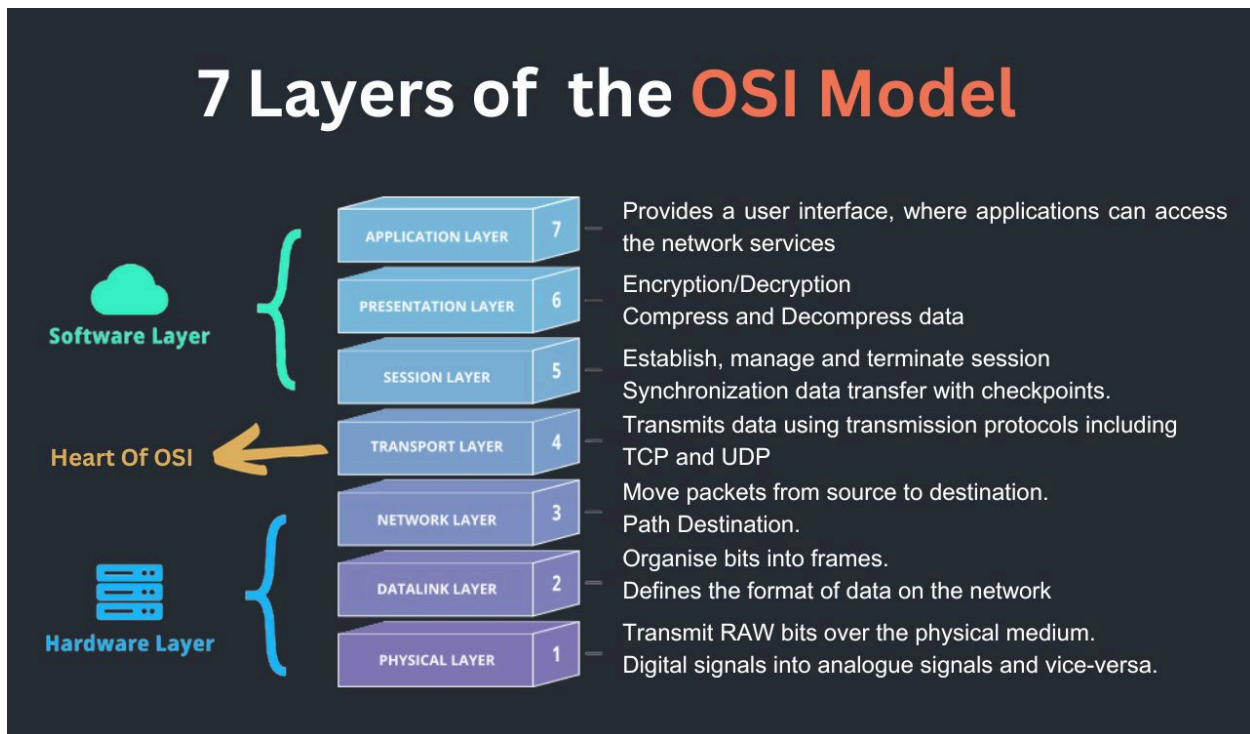 7 Layers of the OSI Model
APPLICATION LAYER 7
Provides a user interface, where applications can access
the network services
PRESENTATION LAYER 6
Encryption/Decryption
Compress and Decompress data
Software Layer
SESSION LAYER 5
Establish, manage and terminate session
Synchronization data transfer with checkpoints.
Heart Of OSI
TRANSPORT LAYER 4
Transmits data using transmission protocols including
TCP and UDP
NETWORK LAYER 3
Move packets from source to destination.
Path Destination.
DATALINK LAYER 2
Organise bits into frames.
Defines the format of data on the network
Hardware Layer
PHYSICAL LAYER 1
Transmit RAW bits over the physical medium.
Digital signals into analogue signals and vice-versa.